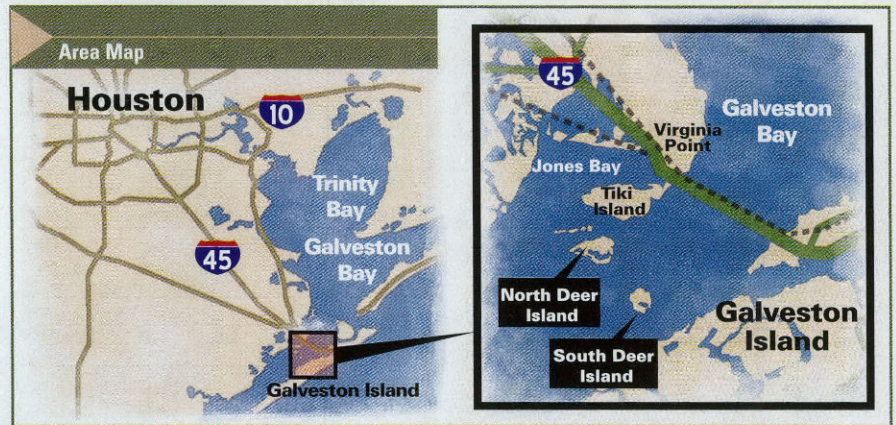 Area Map
Houston
10
Trinity
Bay
Galveston
Bay
45
Galveston Island
45
Galveston
Bay
Virginia
Point
Jones Bay
Tiki
Island
North Deer
Island
South Deer
Island
Galveston
Island